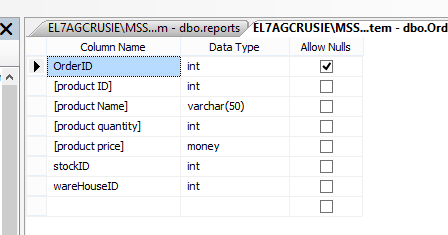 EL7AGCRUSIE\MSS...m - dbo.reports EL7AGCRUSIE\MSS...tem - dbo.Ord
Column Name Data Type Allow Nulls
OrderID int
[product ID] int
[product Name] varchar(50)
[product quantity] int
[product price] money
stockID int
wareHouseID int